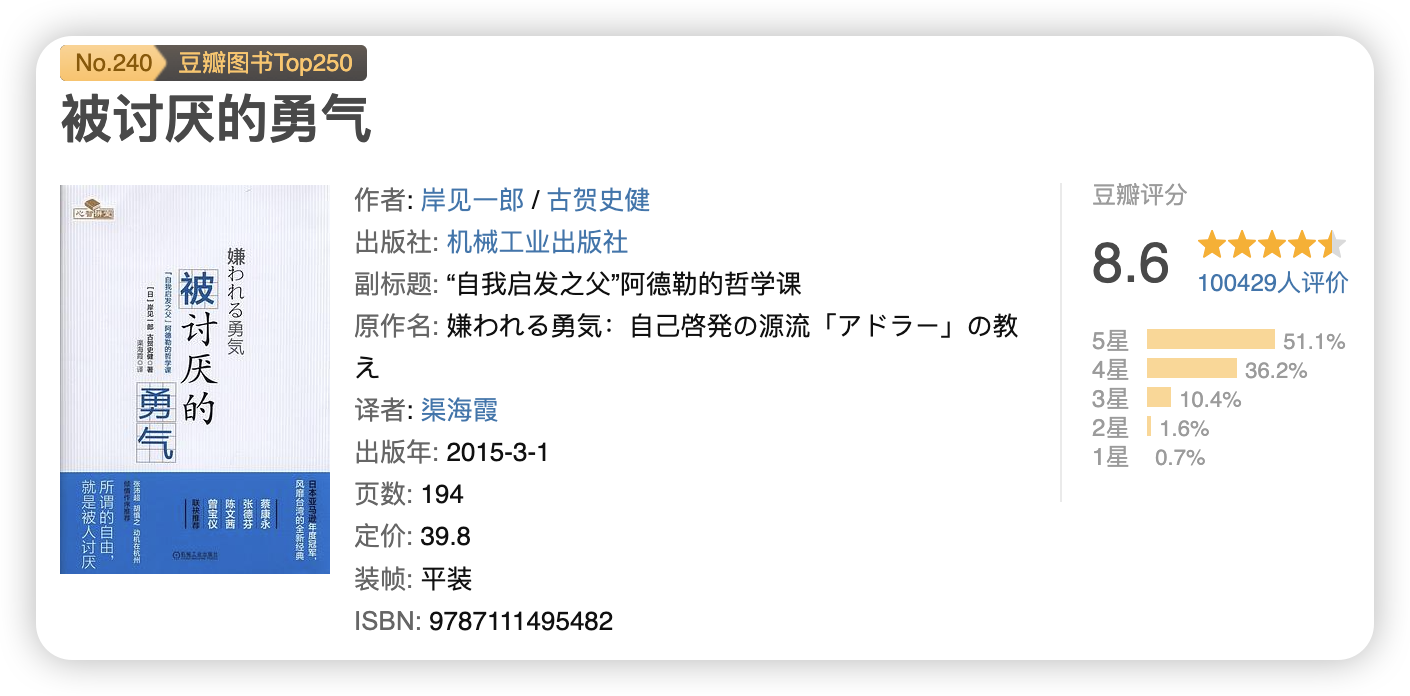 No.240 豆瓣图书Top250
被讨厌的勇气
心智
嫌われる勇気
被讨厌的
勇气
「自我启发之父」阿德勒的哲学课
[日] 岸见一郎 古贺史健◎著
渠海霞◎译
日本亚马逊年度冠军,
风靡台湾的全新经典
蔡康永
张德芬
陈文茜
曾宝仪
联袂推荐
张沛超 胡慎之 动机在杭州
所谓的自由,
就是被人讨厌
机械工业出版社
作者: 岸见一郎 / 古贺史健
出版社: 机械工业出版社
副标题: “自我启发之父”阿德勒的哲学课
原作名: 嫌われる勇気：自己啓発の源流「アドラー」の教
え
译者: 渠海霞
出版年: 2015-3-1
页数: 194
定价: 39.8
装帧: 平装
ISBN: 9787111495482
豆瓣评分
8.6
100429人评价
5星 51.1%
4星 36.2%
3星 10.4%
2星 1.6%
1星 0.7%